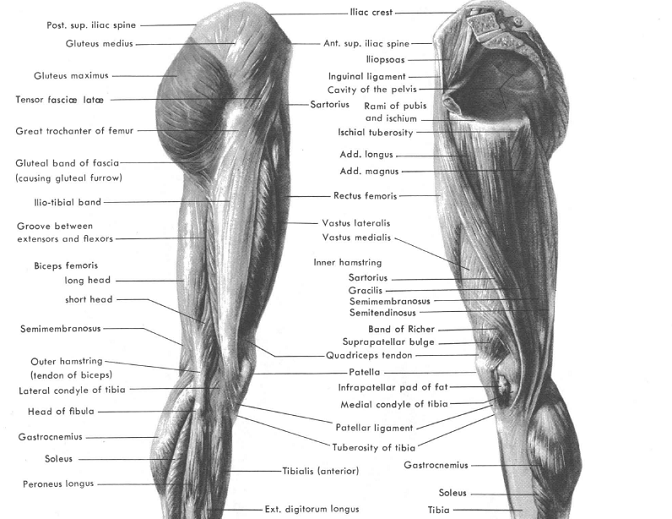 Iliac crest
Post. sup. iliac spine
Gluteus medius
Gluteus maximus
Tensor fasciæ latæ
Great trochanter of femur
Gluteal band of fascia
(causing gluteal furrow)
Ilio-tibial band
Groove between
extensors and flexors
Biceps femoris
long head
short head
Semimembranosus
Outer hamstring
(tendon of biceps)
Lateral condyle of tibia
Head of fibula
Gastrocnemius
Soleus
Peroneus longus
Ant. sup. iliac spine
Iliopsoas
Inguinal ligament
Cavity of the pelvis
Sartorius
Rami of pubis
and ischium
Ischial tuberosity
Add. longus
Add. magnus
Rectus femoris
Vastus lateralis
Vastus medialis
Inner hamstring
Sartorius
Gracilis
Semimembranosus
Semitendinosus
Band of Richer
Suprapatellar bulge
Quadriceps tendon
Patella
Infrapatellar pad of fat
Medial condyle of tibia
Patellar ligament
Tuberosity of tibia
Gastrocnemius
Tibialis (anterior)
Soleus
Ext. digitorum longus
Tibia